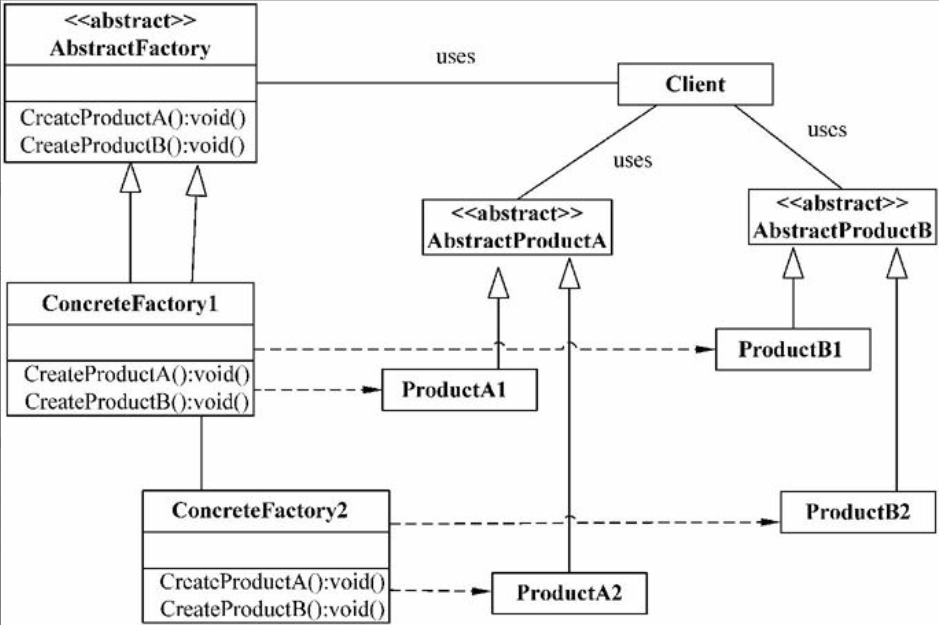 <<abstract>>
AbstractFactory
CreateProductA():void()
CreateProductB():void()
uses
Client
uses
uses
<<abstract>>
AbstractProductA
<<abstract>>
AbstractProductB
ConcreteFactory1
CreateProductA():void()
CreateProductB():void()
ProductB1
ProductA1
ConcreteFactory2
CreateProductA():void()
CreateProductB():void()
ProductB2
ProductA2